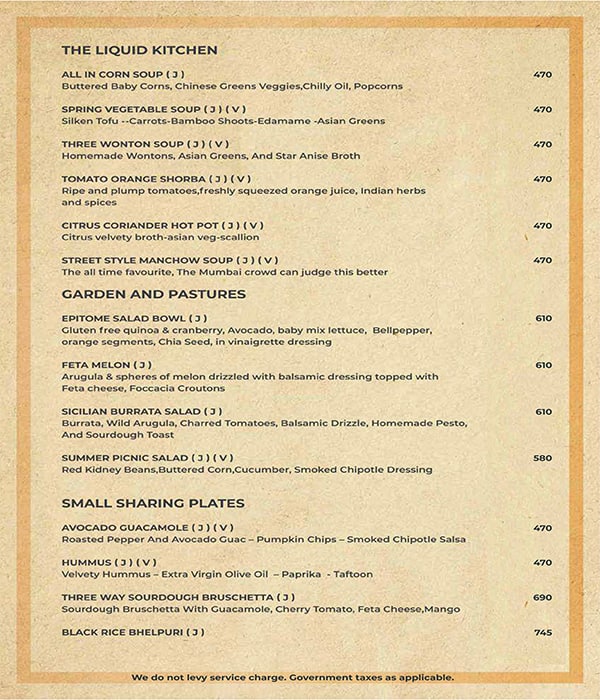 THE LIQUID KITCHEN
ALL IN CORN SOUP ( J ) 470
Buttered Baby Corns, Chinese Greens Veggies,Chilly Oil, Popcorns
SPRING VEGETABLE SOUP ( J ) ( V ) 470
Silken Tofu --Carrots-Bamboo Shoots-Edamame -Asian Greens
THREE WONTON SOUP ( J ) ( V ) 470
Homemade Wontons, Asian Greens, And Star Anise Broth
TOMATO ORANGE SHORBA ( J ) ( V ) 470
Ripe and plump tomatoes,freshly squeezed orange juice, Indian herbs
and spices
CITRUS CORIANDER HOT POT ( J ) ( V ) 470
Citrus velvety broth-asian veg-scallion
STREET STYLE MANCHOW SOUP ( J ) ( V ) 470
The all time favourite, The Mumbai crowd can judge this better
GARDEN AND PASTURES
EPITOME SALAD BOWL ( J ) 610
Gluten free quinoa & cranberry, Avocado, baby mix lettuce, Bellpepper,
orange segments, Chia Seed, in vinaigrette dressing
FETA MELON ( J ) 610
Arugula & spheres of melon drizzled with balsamic dressing topped with
Feta cheese, Foccacia Croutons
SICILIAN BURRATA SALAD ( J ) 610
Burrata, Wild Arugula, Charred Tomatoes, Balsamic Drizzle, Homemade Pesto,
And Sourdough Toast
SUMMER PICNIC SALAD ( J ) ( V ) 580
Red Kidney Beans,Buttered Corn,Cucumber, Smoked Chipotle Dressing
SMALL SHARING PLATES
AVOCADO GUACAMOLE ( J ) ( V ) 470
Roasted Pepper And Avocado Guac – Pumpkin Chips – Smoked Chipotle Salsa
HUMMUS ( J ) ( V ) 470
Velvety Hummus – Extra Virgin Olive Oil – Paprika - Taftoon
THREE WAY SOURDOUGH BRUSCHETTA ( J ) 690
Sourdough Bruschetta With Guacamole, Cherry Tomato, Feta Cheese,Mango
BLACK RICE BHELPURI ( J ) 745
We do not levy service charge. Government taxes as applicable.